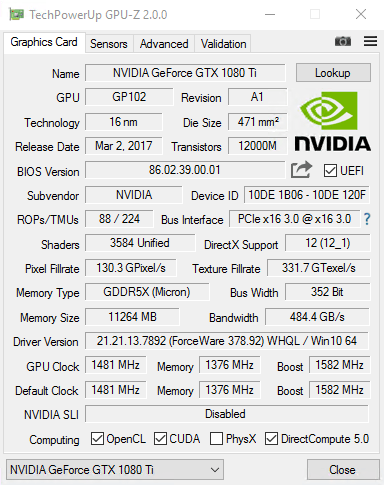 TechPowerUp GPU-Z 2.0.0
Graphics Card Sensors Advanced Validation
Name NVIDIA GeForce GTX 1080 Ti Lookup
GPU GP102 Revision A1
Technology 16 nm Die Size 471 mm²
Release Date Mar 2, 2017 Transistors 12000M
NVIDIA
BIOS Version 86.02.39.00.01 UEFI
Subvendor NVIDIA Device ID 10DE 1B06 - 10DE 120F
ROPs/TMUs 88 / 224 Bus Interface PCIe x16 3.0 @ x16 3.0 ?
Shaders 3584 Unified DirectX Support 12 (12_1)
Pixel Fillrate 130.3 GPixel/s Texture Fillrate 331.7 GTexel/s
Memory Type GDDR5X (Micron) Bus Width 352 Bit
Memory Size 11264 MB Bandwidth 484.4 GB/s
Driver Version 21.21.13.7892 (ForceWare 378.92) WHQL / Win10 64
GPU Clock 1481 MHz Memory 1376 MHz Boost 1582 MHz
Default Clock 1481 MHz Memory 1376 MHz Boost 1582 MHz
NVIDIA SLI Disabled
Computing OpenCL CUDA PhysX DirectCompute 5.0
NVIDIA GeForce GTX 1080 Ti Close